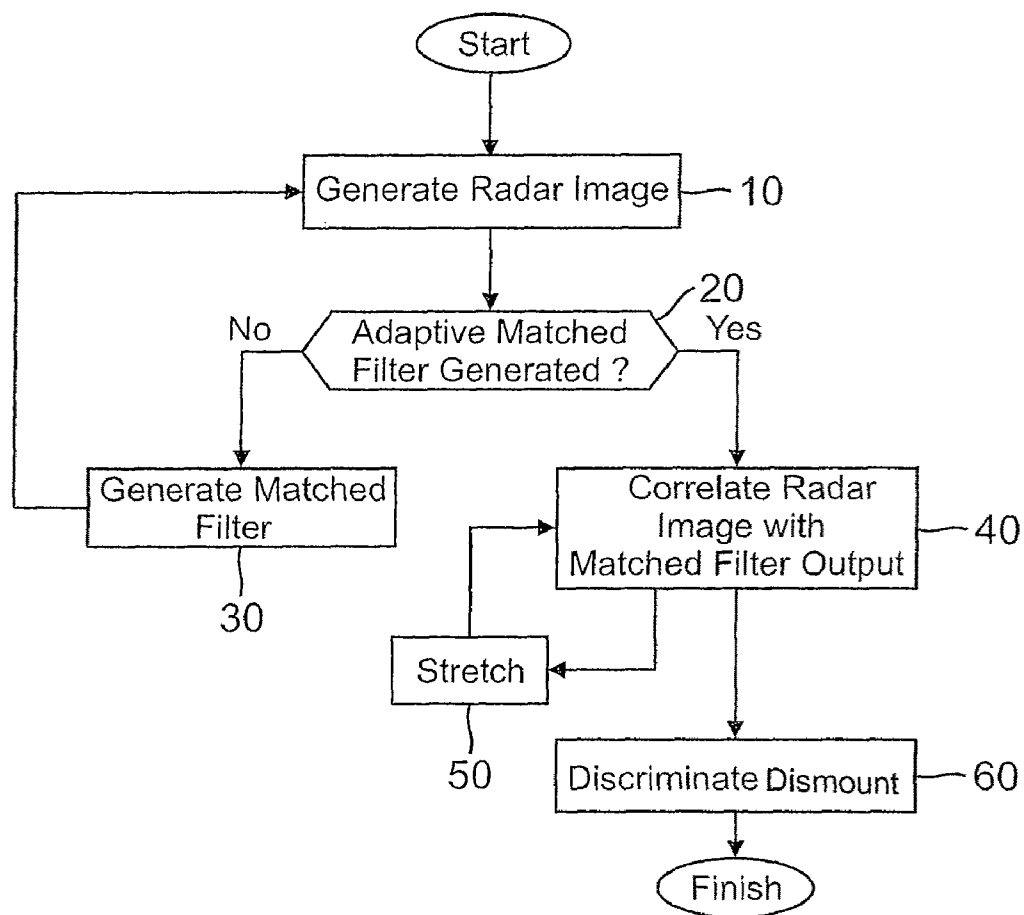 Start
Generate Radar Image
10
20
No
Adaptive Matched
Filter Generated ?
Yes
Generate Matched
Filter
30
Correlate Radar
Image with
Matched Filter Output
40
Stretch
50
Discriminate Dismount
60
Finish